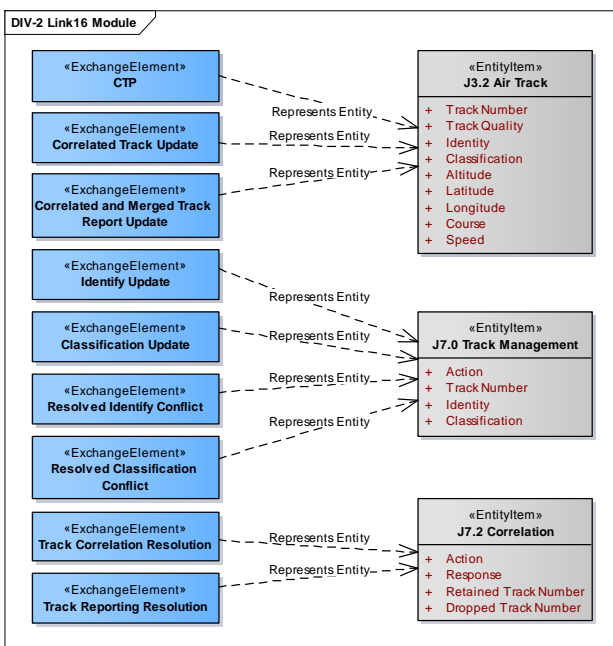 DIV-2 Link16 Module
«ExchangeElement»
CTP
«ExchangeElement»
Correlated Track Update
«ExchangeElement»
Correlated and Merged Track
Report Update
«ExchangeElement»
Identify Update
«ExchangeElement»
Classification Update
«ExchangeElement»
Resolved Identify Conflict
«ExchangeElement»
Resolved Classification
Conflict
«ExchangeElement»
Track Correlation Resolution
«ExchangeElement»
Track Reporting Resolution
Represents Entity
Represents Entity
Represents Entity
Represents Entity
Represents Entity
Represents Entity
Represents Entity
Represents Entity
Represents Entity
«EntityItem»
J3.2 Air Track
+ Track Number
+ Track Quality
+ Identity
+ Classification
+ Altitude
+ Latitude
+ Longitude
+ Course
+ Speed
«EntityItem»
J7.0 Track Management
+ Action
+ Track Number
+ Identity
+ Classification
«EntityItem»
J7.2 Correlation
+ Action
+ Response
+ Retained Track Number
+ Dropped Track Number